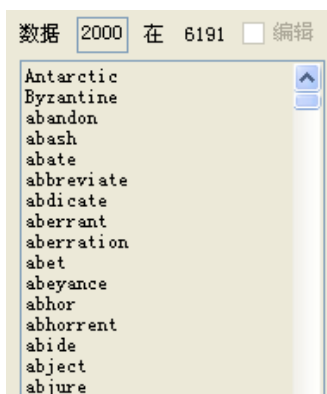 数据 2000 在 6191 编辑
Antarctic
Byzantine
abandon
abash
abate
abbreviate
abdicate
aberrant
aberration
abet
abeyance
abhor
abhorrent
abide
abject
abjure